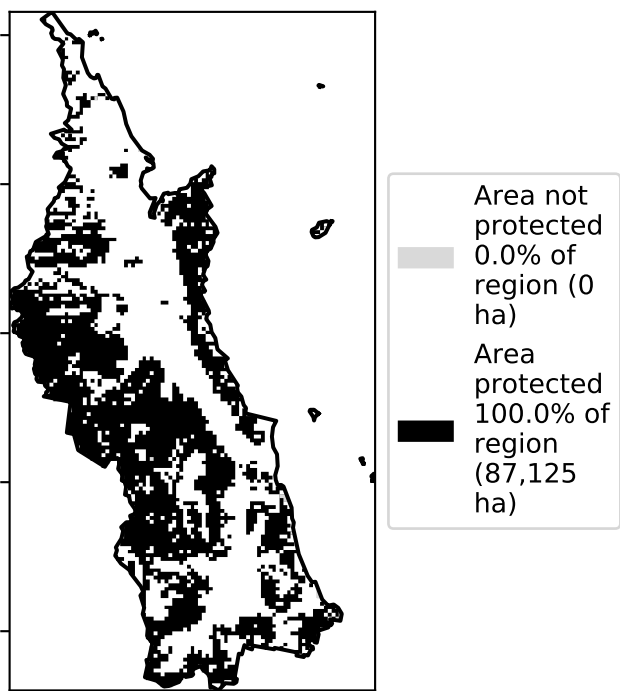 Area not
protected
0.0% of
region (0
ha)
Area
protected
100.0% of
region
(87,125
ha)